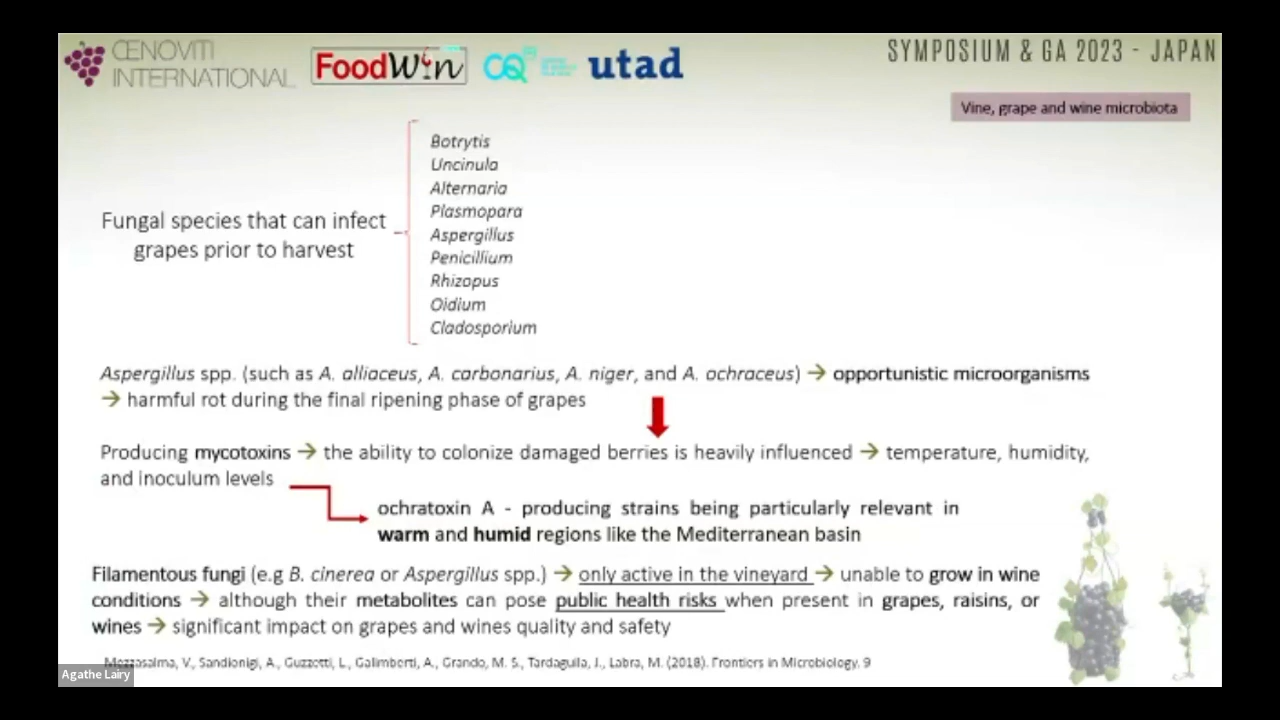 ŒNOVITI
INTERNATIONAL
FoodWin
CQ
utad
SYMPOSIUM & GA 2023 - JAPAN
Vine, grape and wine microbiota
Fungal species that can infect
grapes prior to harvest
Botrytis
Uncinula
Alternaria
Plasmopara
Aspergillus
Penicillium
Rhizopus
Oidium
Cladosporium
Aspergillus spp. (such as A. alliaceus, A. carbonarius, A. niger, and A. ochraceus) → opportunistic microorganisms
→ harmful rot during the final ripening phase of grapes
Producing mycotoxins → the ability to colonize damaged berries is heavily influenced → temperature, humidity,
and inoculum levels
ochratoxin A - producing strains being particularly relevant in
warm and humid regions like the Mediterranean basin
Filamentous fungi (e.g B. cinerea or Aspergillus spp.) → only active in the vineyard → unable to grow in wine
conditions → although their metabolites can pose public health risks when present in grapes, raisins, or
wines → significant impact on grapes and wines quality and safety
Mezzasalma, V., Sandionigi, A., Guzzetti, L., Galimberti, A., Grando, M. S., Tardaguila, J., Labra, M. (2018). Frontiers in Microbiology. 9
Agathe Lairy